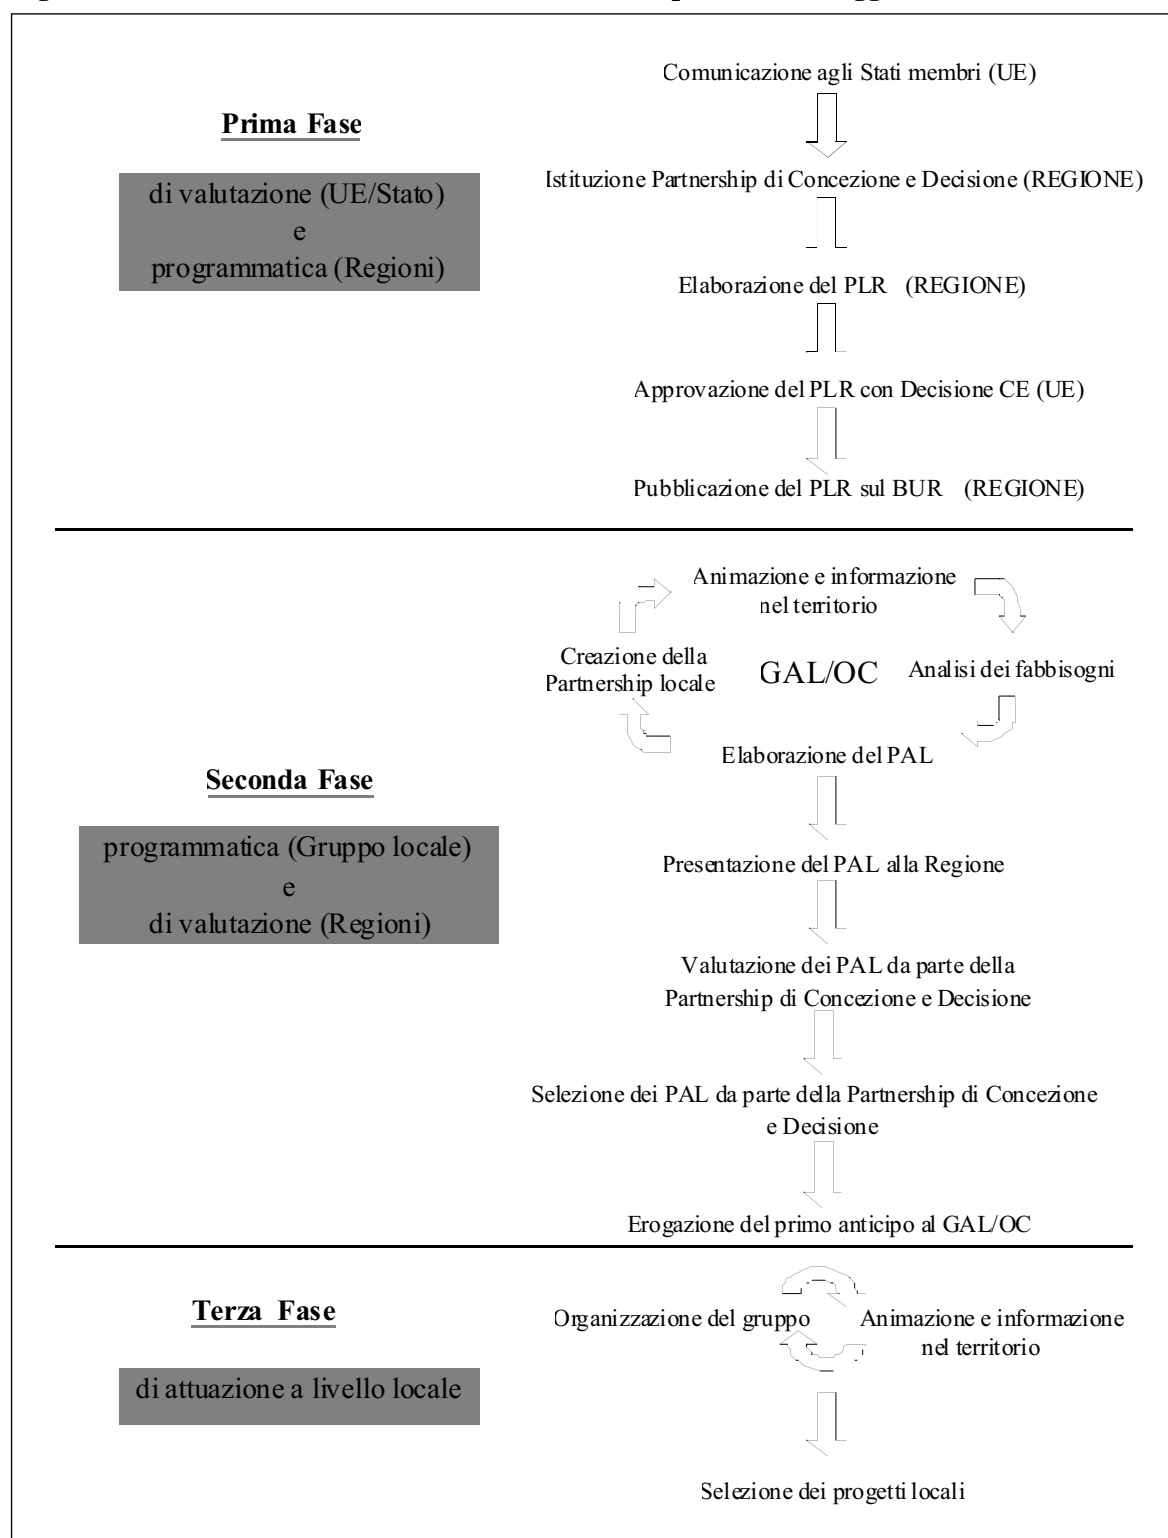 Comunicazione agli Stati membri (UE)
Prima Fase
di valutazione (UE/Stato)
e
programmatica (Regioni)
Istituzione Partnership di Concezione e Decisione (REGIONE)
Elaborazione del PLR (REGIONE)
Approvazione del PLR con Decisione CE (UE)
Pubblicazione del PLR sul BUR (REGIONE)
Animazione e informazione
nel territorio
Creazione della
Partnership locale
GAL/OC
Analisi dei fabbisogni
Elaborazione del PAL
Seconda Fase
programmatica (Gruppo locale)
e
di valutazione (Regioni)
Presentazione del PAL alla Regione
Valutazione dei PAL da parte della
Partnership di Concezione e Decisione
Selezione dei PAL da parte della Partnership di Concezione
e Decisione
Erogazione del primo anticipo al GAL/OC
Terza Fase
di attuazione a livello locale
Organizzazione del gruppo
Animazione e informazione
nel territorio
Selezione dei progetti locali